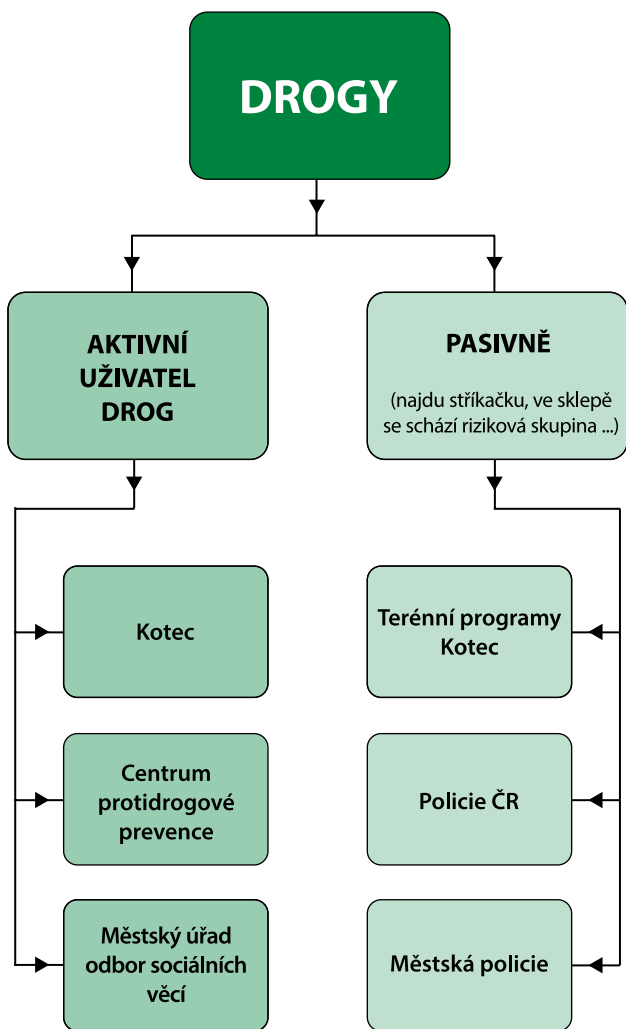 DROGY
AKTIVNÍ
UŽIVATEL
DROG
PASIVNĚ
(najdu stříkačku, ve sklepě
se schází riziková skupina ...)
Kotec
Centrum
protidrogové
prevence
Městský úřad
odbor sociálních
věcí
Terénní programy
Kotec
Policie ČR
Městská policie